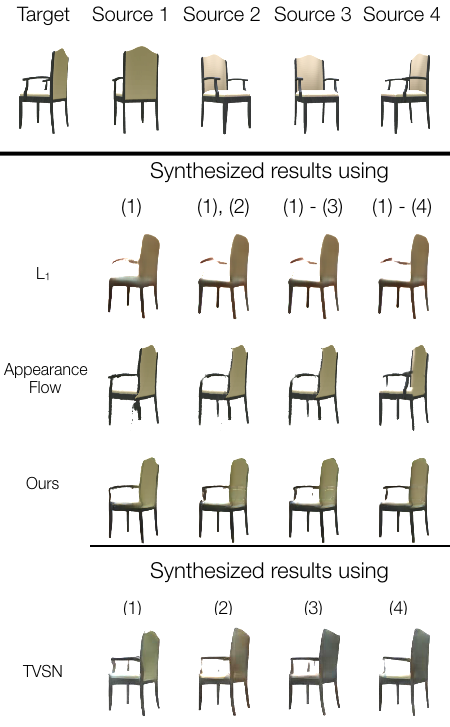 Target Source 1 Source 2 Source 3 Source 4
Synthesized results using
(1) (1), (2) (1) - (3) (1) - (4)
L₁
Appearance
Flow
Ours
Synthesized results using
(1) (2) (3) (4)
TVSN